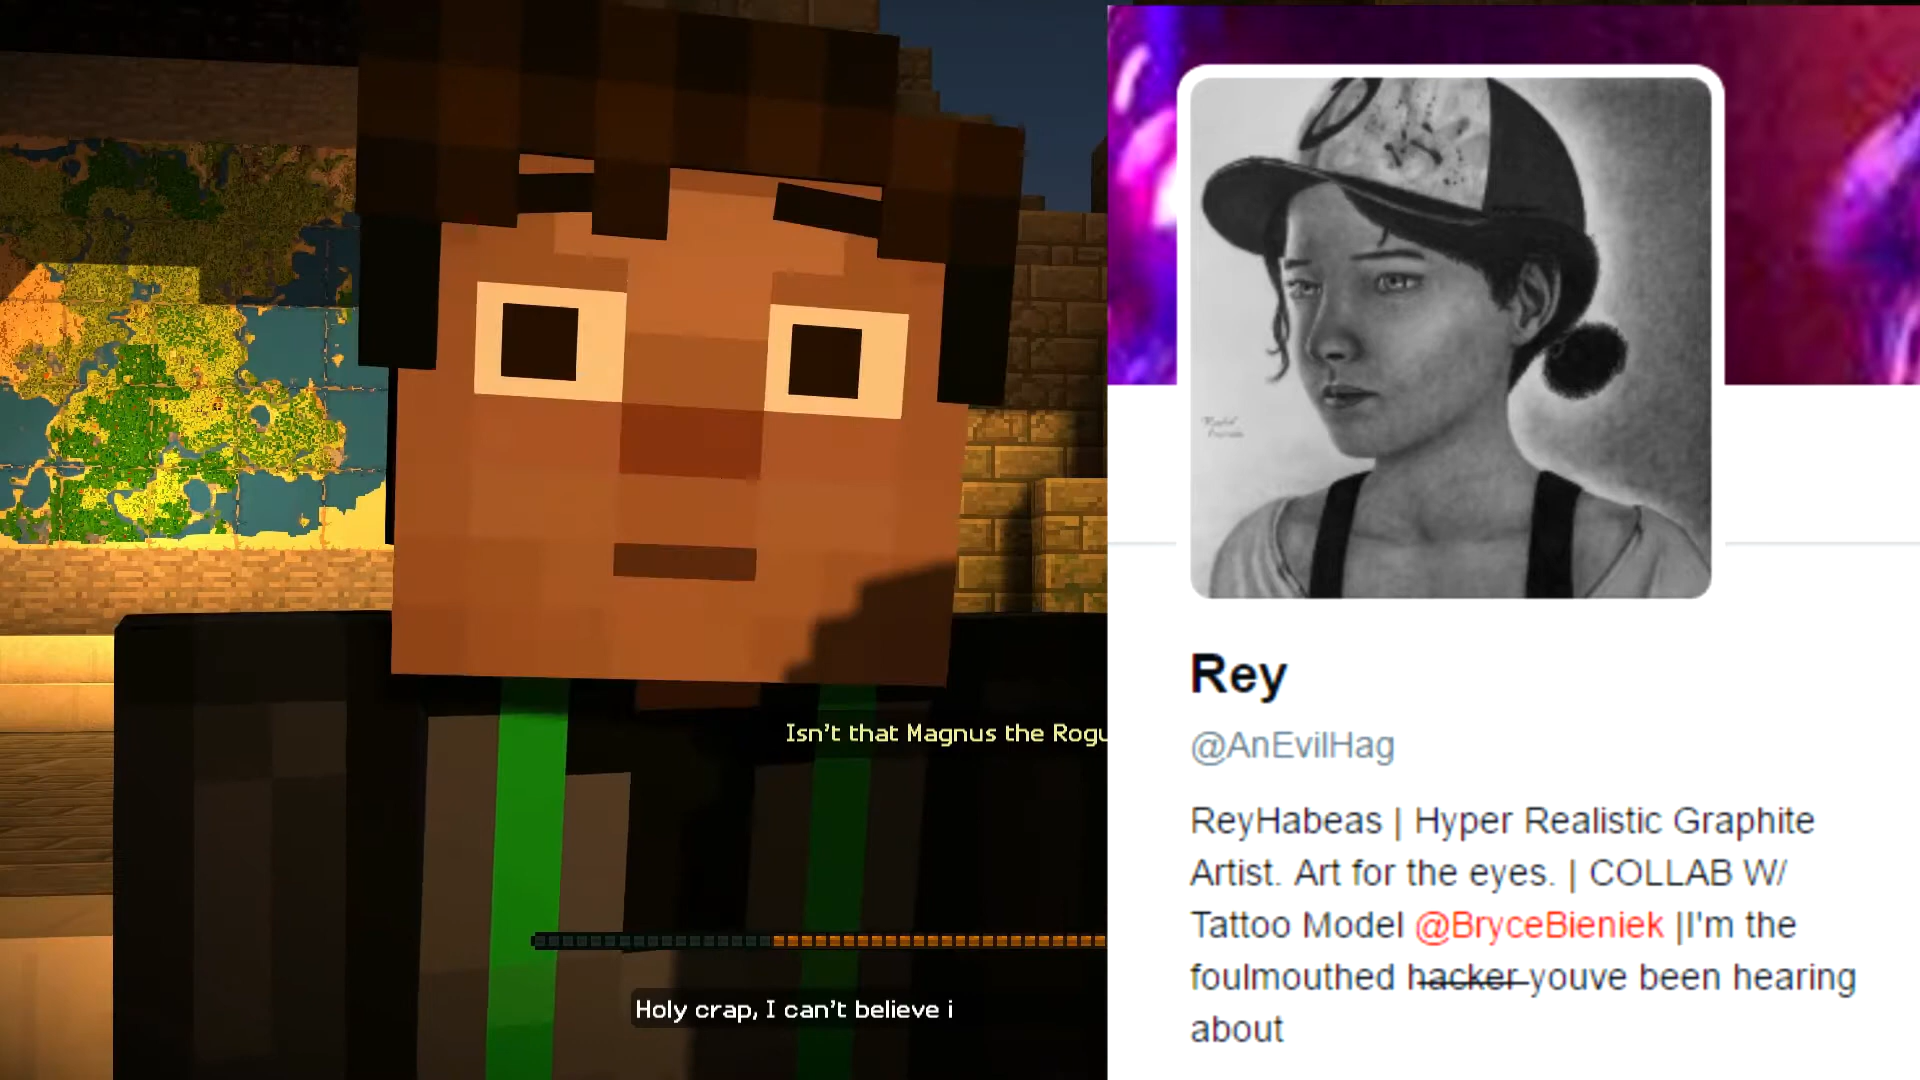 Isn't that Magnus the Rogu
Holy crap, I can't believe i
Rey
@AnEvilHag
ReyHabeas | Hyper Realistic Graphite
Artist. Art for the eyes. | COLLAB W/
Tattoo Model @BryceBieniek |I'm the
foulmouthed hacker youve been hearing
about